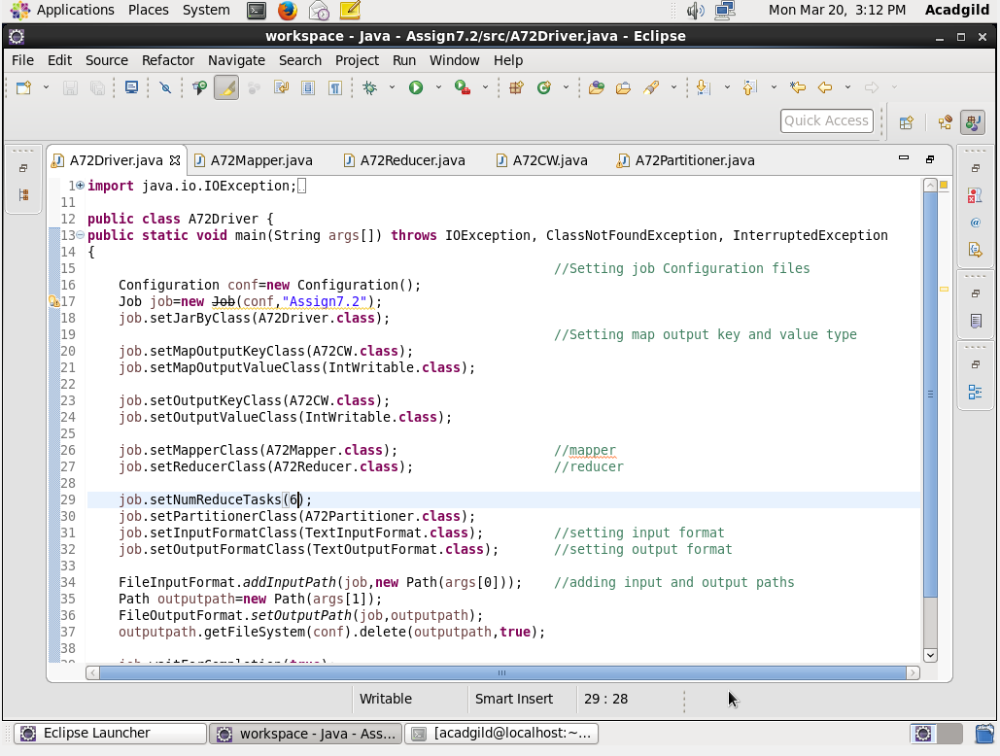 Applications Places System Mon Mar 20, 3:12 PM Acadgild
workspace - Java - Assign7.2/src/A72Driver.java - Eclipse
File Edit Source Refactor Navigate Search Project Run Window Help
Quick Access
A72Driver.java A72Mapper.java A72Reducer.java A72CW.java A72Partitioner.java
1 import java.io.IOException;
11
12 public class A72Driver {
13 public static void main(String args[]) throws IOException, ClassNotFoundException, InterruptedException
14 {
15 //Setting job Configuration files
16 Configuration conf=new Configuration();
17 Job job=new Job(conf,"Assign7.2");
18 job.setJarByClass(A72Driver.class);
19 //Setting map output key and value type
20 job.setMapOutputKeyClass(A72CW.class);
21 job.setMapOutputValueClass(IntWritable.class);
22
23 job.setOutputKeyClass(A72CW.class);
24 job.setOutputValueClass(IntWritable.class);
25
26 job.setMapperClass(A72Mapper.class); //mapper
27 job.setReducerClass(A72Reducer.class); //reducer
28
29 job.setNumReduceTasks(6);
30 job.setPartitionerClass(A72Partitioner.class);
31 job.setInputFormatClass(TextInputFormat.class); //setting input format
32 job.setOutputFormatClass(TextOutputFormat.class); //setting output format
33
34 FileInputFormat.addInputPath(job,new Path(args[0])); //adding input and output paths
35 Path outputpath=new Path(args[1]);
36 FileOutputFormat.setOutputPath(job,outputpath);
37 outputpath.getFileSystem(conf).delete(outputpath,true);
38
Writable Smart Insert 29 : 28
Eclipse Launcher workspace - Java - Ass... [acadgild@localhost:~...